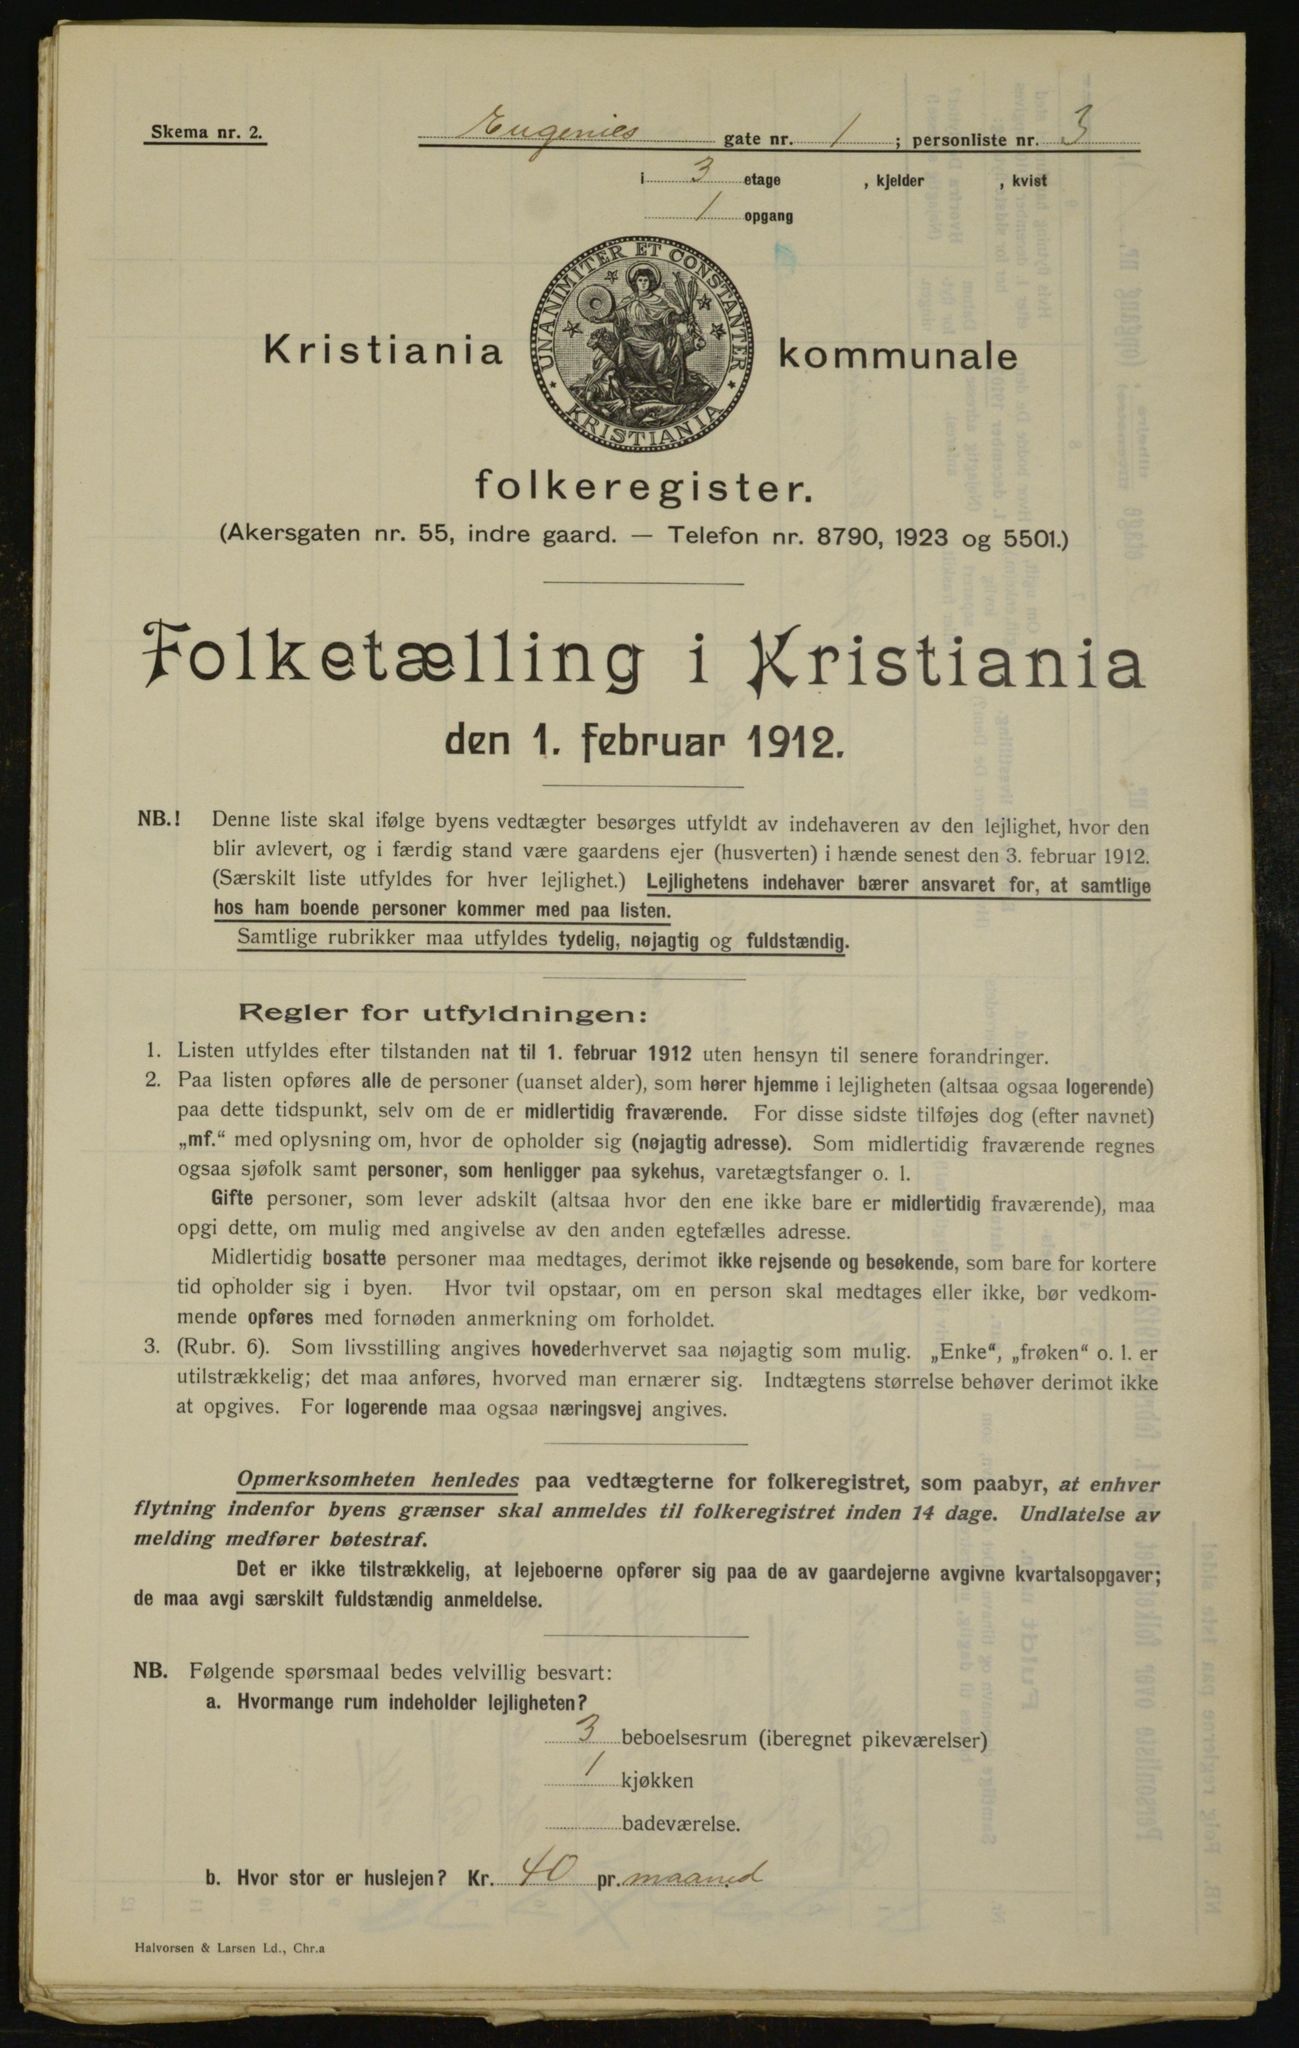 Skema nr. 2.
Eugenies gate nr. 1 ; personliste nr. 3
i 3 etage , kjelder , kvist
1 opgang
UNANIMITER ET CONSTANTER
KRISTIANIA
Kristiania kommunale
folkeregister.
(Akersgaten nr. 55, indre gaard. — Telefon nr. 8790, 1923 og 5501.)
Folketælling i Kristiania
den 1. februar 1912.
NB.! Denne liste skal ifølge byens vedtægter besørges utfyldt av indehaveren av den lejlighet, hvor den
blir avlevert, og i færdig stand være gaardens ejer (husverten) i hænde senest den 3. februar 1912.
(Særskilt liste utfyldes for hver lejlighet.) Lejlighetens indehaver bærer ansvaret for, at samtlige
hos ham boende personer kommer med paa listen.
Samtlige rubrikker maa utfyldes tydelig, nøjagtig og fuldstændig.
Regler for utfyldningen:
1. Listen utfyldes efter tilstanden nat til 1. februar 1912 uten hensyn til senere forandringer.
2. Paa listen opføres alle de personer (uanset alder), som hører hjemme i lejligheten (altsaa ogsaa logerende)
paa dette tidspunkt, selv om de er midlertidig fraværende. For disse sidste tilføjes dog (efter navnet)
„mf.“ med oplysning om, hvor de opholder sig (nøjagtig adresse). Som midlertidig fraværende regnes
ogsaa sjøfolk samt personer, som henligger paa sykehus, varetægtsfanger o. l.
Gifte personer, som lever adskilt (altsaa hvor den ene ikke bare er midlertidig fraværende), maa
opgi dette, om mulig med angivelse av den anden egtefælles adresse.
Midlertidig bosatte personer maa medtages, derimot ikke rejsende og besøkende, som bare for kortere
tid opholder sig i byen. Hvor tvil opstaar, om en person skal medtages eller ikke, bør vedkom-
mende opføres med fornøden anmerkning om forholdet.
3. (Rubr. 6). Som livsstilling angives hovederhvervet saa nøjagtig som mulig. „Enke“, „frøken“ o. l. er
utilstrækkelig; det maa anføres, hvorved man ernærer sig. Indtægtens størrelse behøver derimot ikke
at opgives. For logerende maa ogsaa næringsvej angives.
Opmerksomheten henledes paa vedtægterne for folkeregistret, som paabyr, at enhver
flytning indenfor byens grænser skal anmeldes til folkeregistret inden 14 dage. Undlatelse av
melding medfører bøtestraf.
Det er ikke tilstrækkelig, at lejeboerne opfører sig paa de av gaardejerne avgivne kvartalsopgaver;
de maa avgi særskilt fuldstændig anmeldelse.
NB. Følgende spørsmaal bedes velvillig besvart:
a. Hvormange rum indeholder lejligheten?
3 beboelsesrum (iberegnet pikeværelser)
1 kjøkken
badeværelse.
b. Hvor stor er huslejen? Kr. 40 pr. maaned
Halvorsen & Larsen Ld., Chr.a